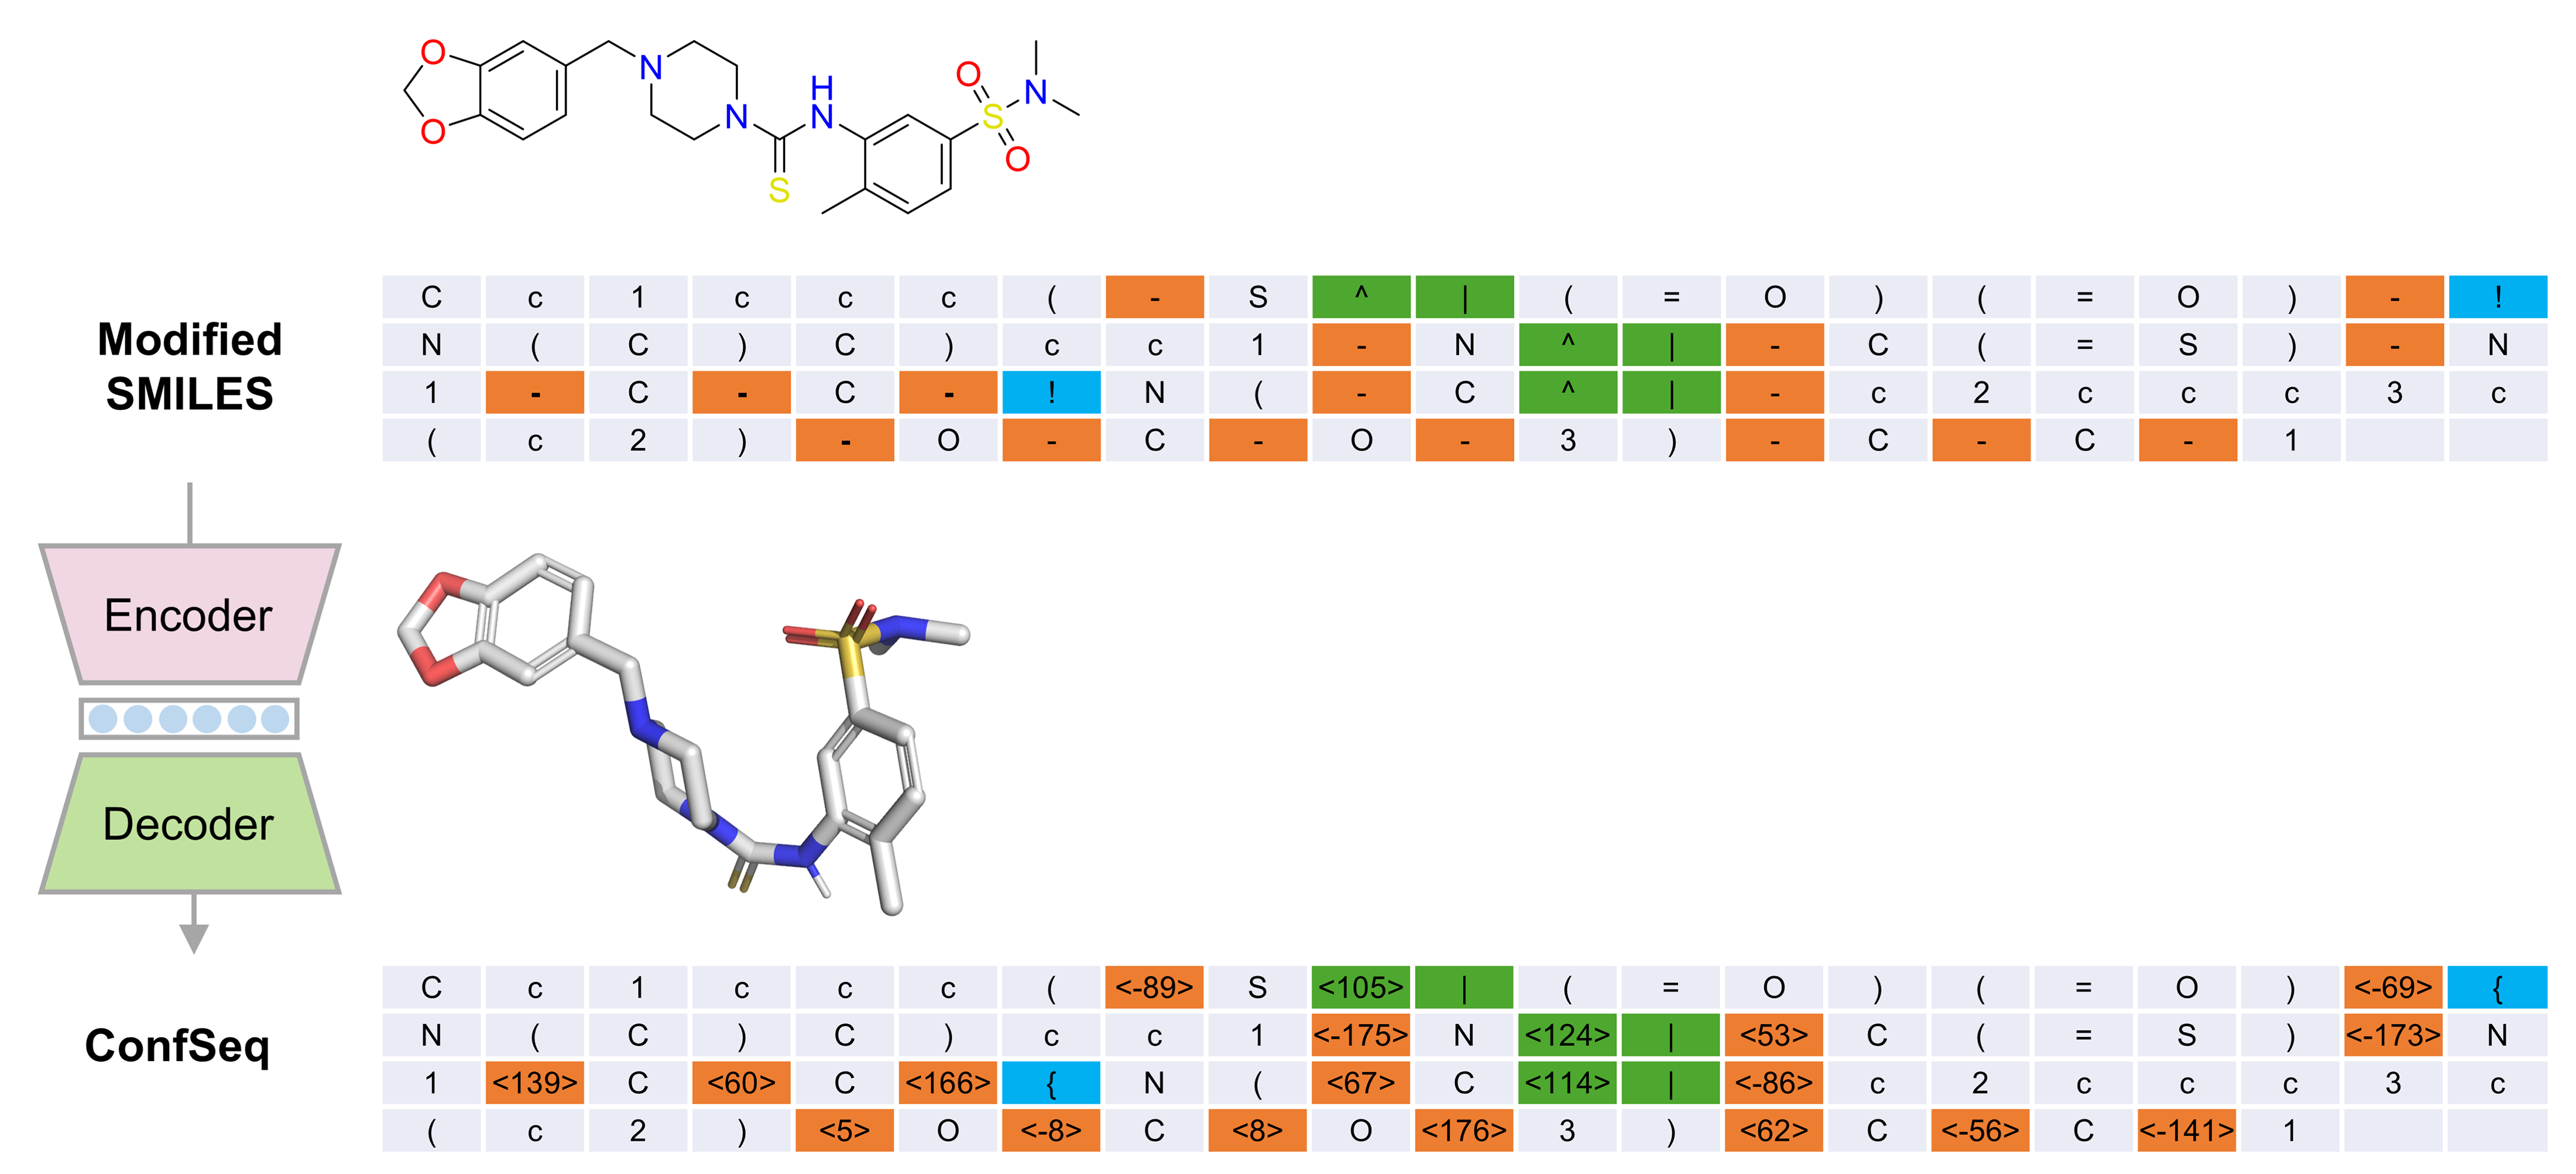 O
O
N
N
H
N
S
O
S
O
N
Modified
SMILES
C c 1 c c c ( - S ^ | ( = O ) ( = O ) - !
N ( C ) C ) c c 1 - N ^ | - C ( = S ) - N
1 - C - C - ! N ( - C ^ | - c 2 c c c 3 c
( c 2 ) - O - C - O - 3 ) - C - C - 1
Encoder
Decoder
ConfSeq
C c 1 c c c ( <-89> S <105> | ( = O ) ( = O ) <-69> {
N ( C ) C ) c c 1 <-175> N <124> | <53> C ( = S ) <-173> N
1 <139> C <60> C <166> { N ( <67> C <114> | <-86> c 2 c c c 3 c
( c 2 ) <5> O <-8> C <8> O <176> 3 ) <62> C <-56> C <-141> 1